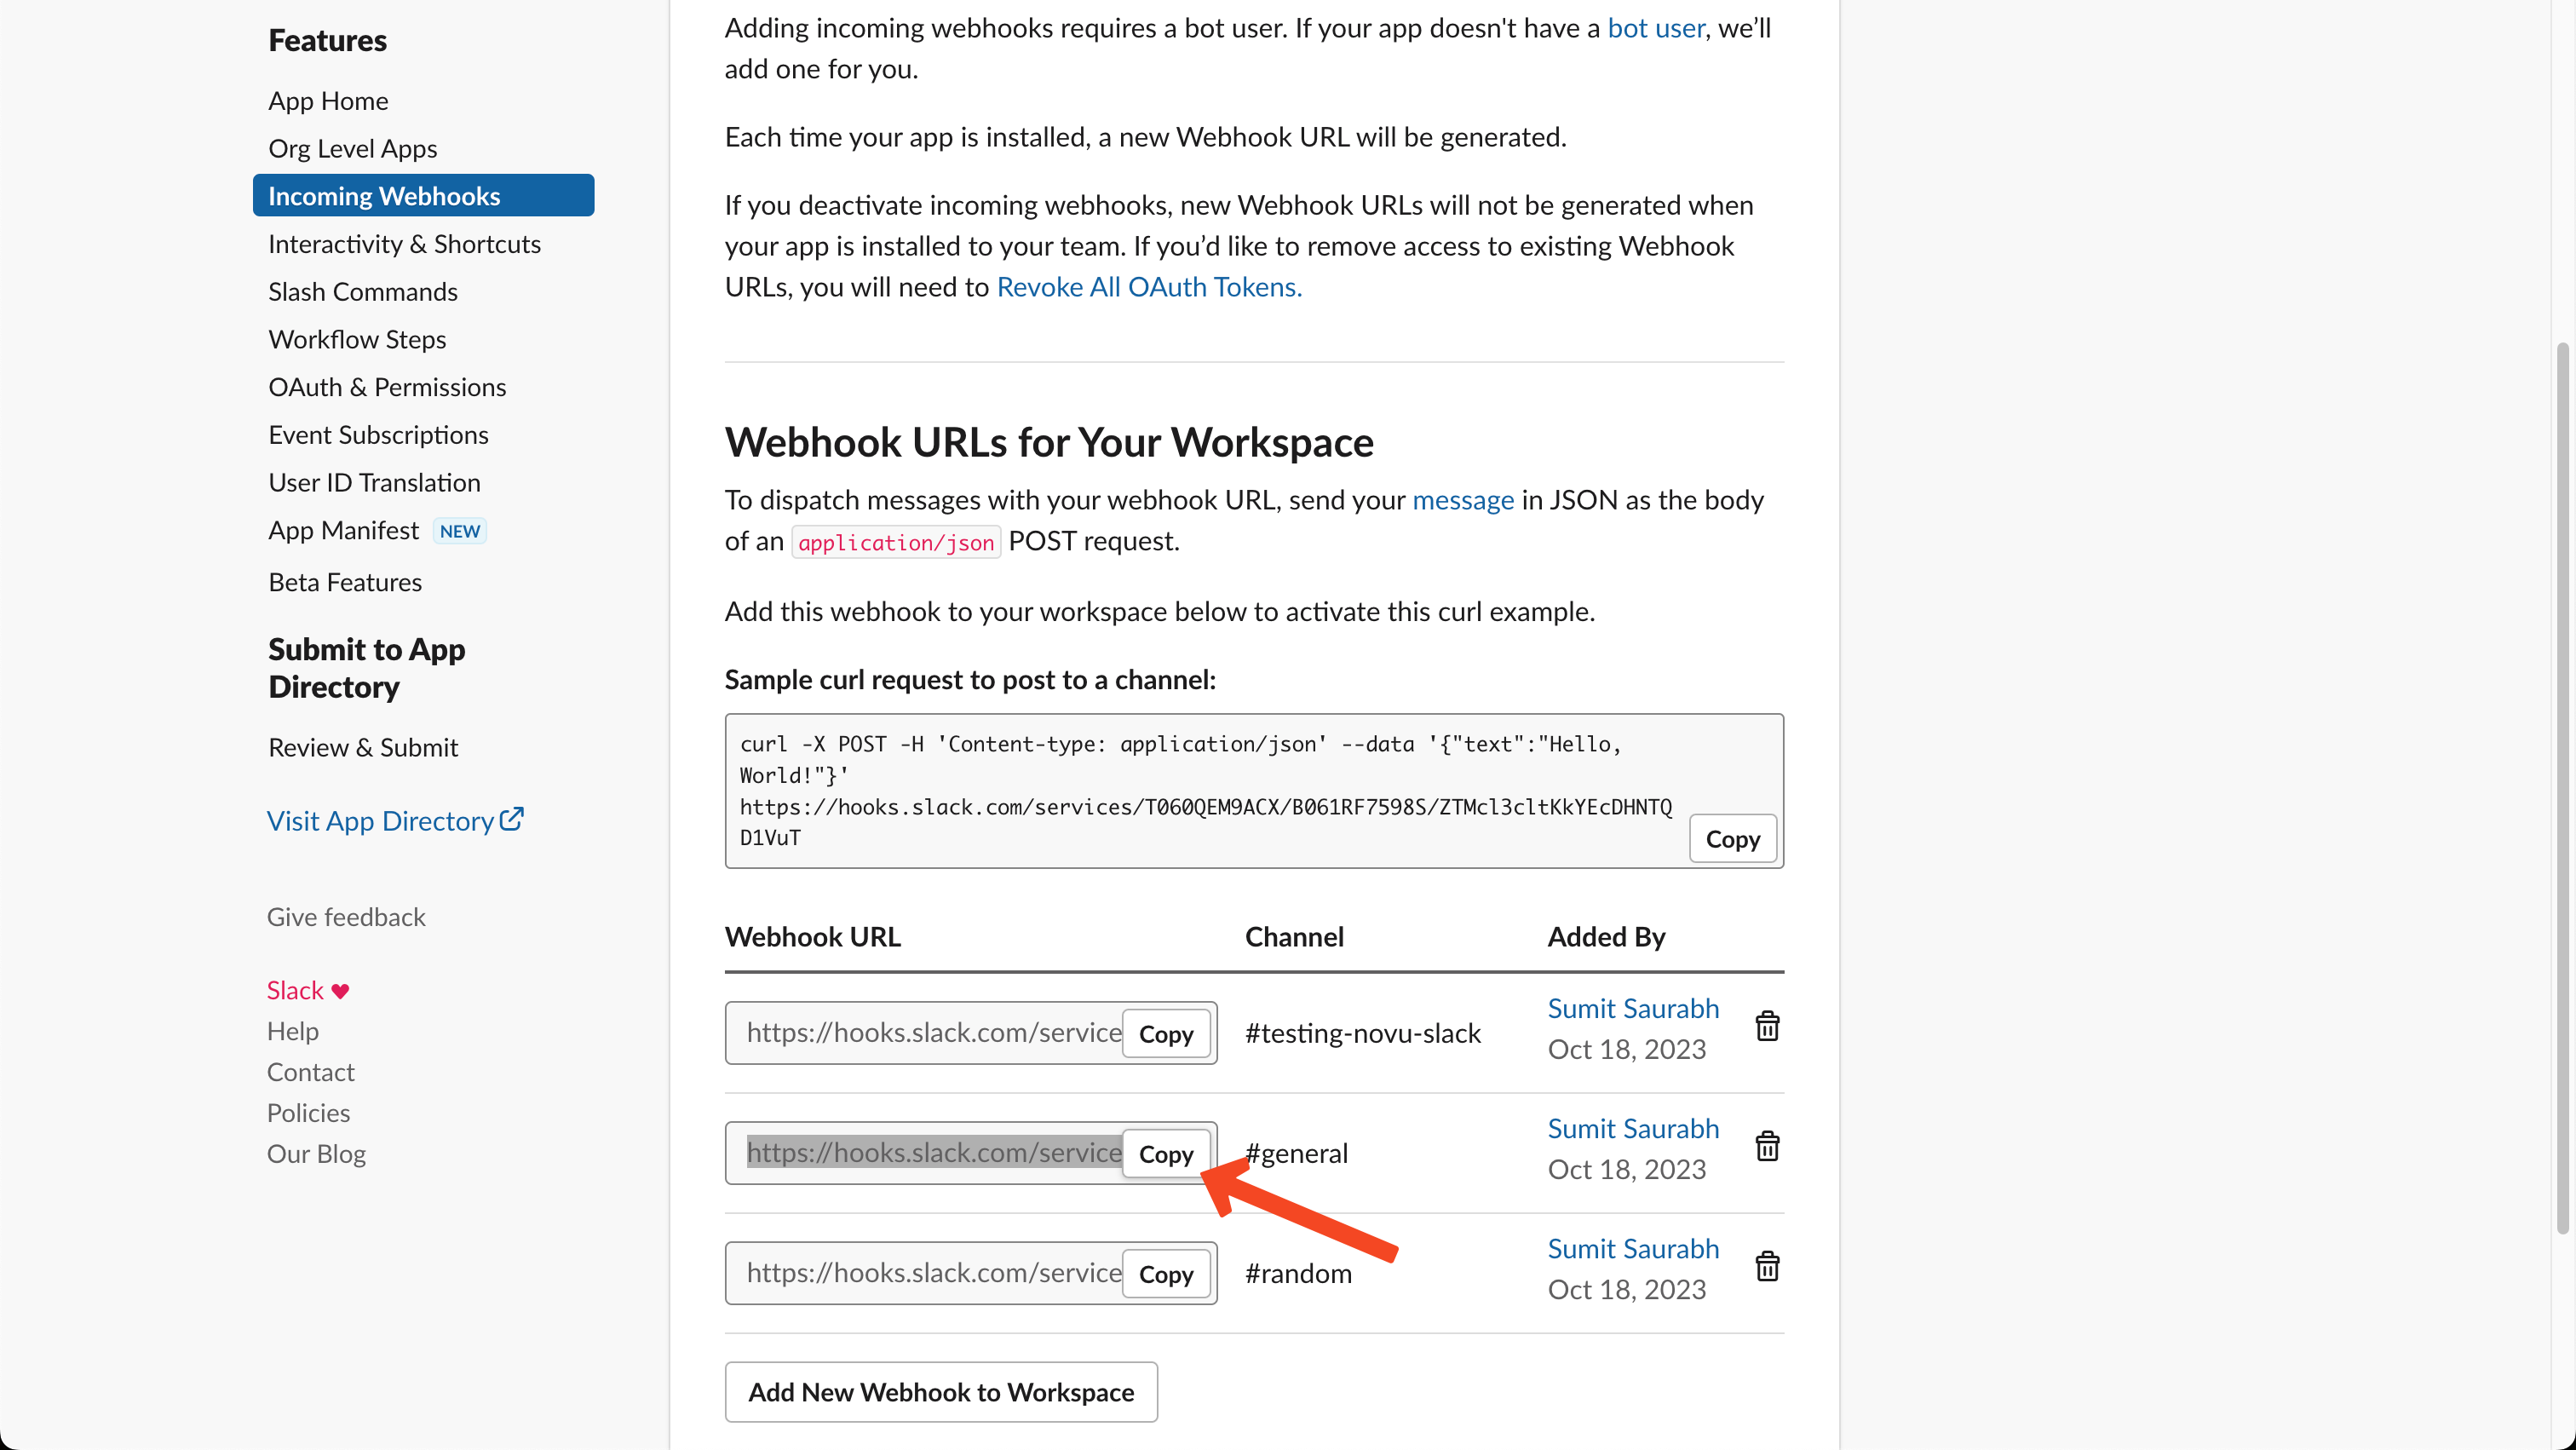 Features
App Home
Org Level Apps
Incoming Webhooks
Interactivity & Shortcuts
Slash Commands
Workflow Steps
OAuth & Permissions
Event Subscriptions
User ID Translation
App Manifest NEW
Beta Features
Submit to App
Directory
Review & Submit
Visit App Directory
Give feedback
Slack
Help
Contact
Policies
Our Blog
Adding incoming webhooks requires a bot user. If your app doesn't have a bot user, we’ll
add one for you.
Each time your app is installed, a new Webhook URL will be generated.
If you deactivate incoming webhooks, new Webhook URLs will not be generated when
your app is installed to your team. If you’d like to remove access to existing Webhook
URLs, you will need to Revoke All OAuth Tokens.
Webhook URLs for Your Workspace
To dispatch messages with your webhook URL, send your message in JSON as the body
of an application/json POST request.
Add this webhook to your workspace below to activate this curl example.
Sample curl request to post to a channel:
curl -X POST -H 'Content-type: application/json' --data '{"text":"Hello,
World!"}'
https://hooks.slack.com/services/T060QEM9ACX/B061RF7598S/ZTMcl3cltKkYEcDHNTQ
D1VuT
Copy
Webhook URL Channel Added By
https://hooks.slack.com/service Copy #testing-novu-slack Sumit Saurabh
Oct 18, 2023
https://hooks.slack.com/service Copy #general Sumit Saurabh
Oct 18, 2023
https://hooks.slack.com/service Copy #random Sumit Saurabh
Oct 18, 2023
Add New Webhook to Workspace